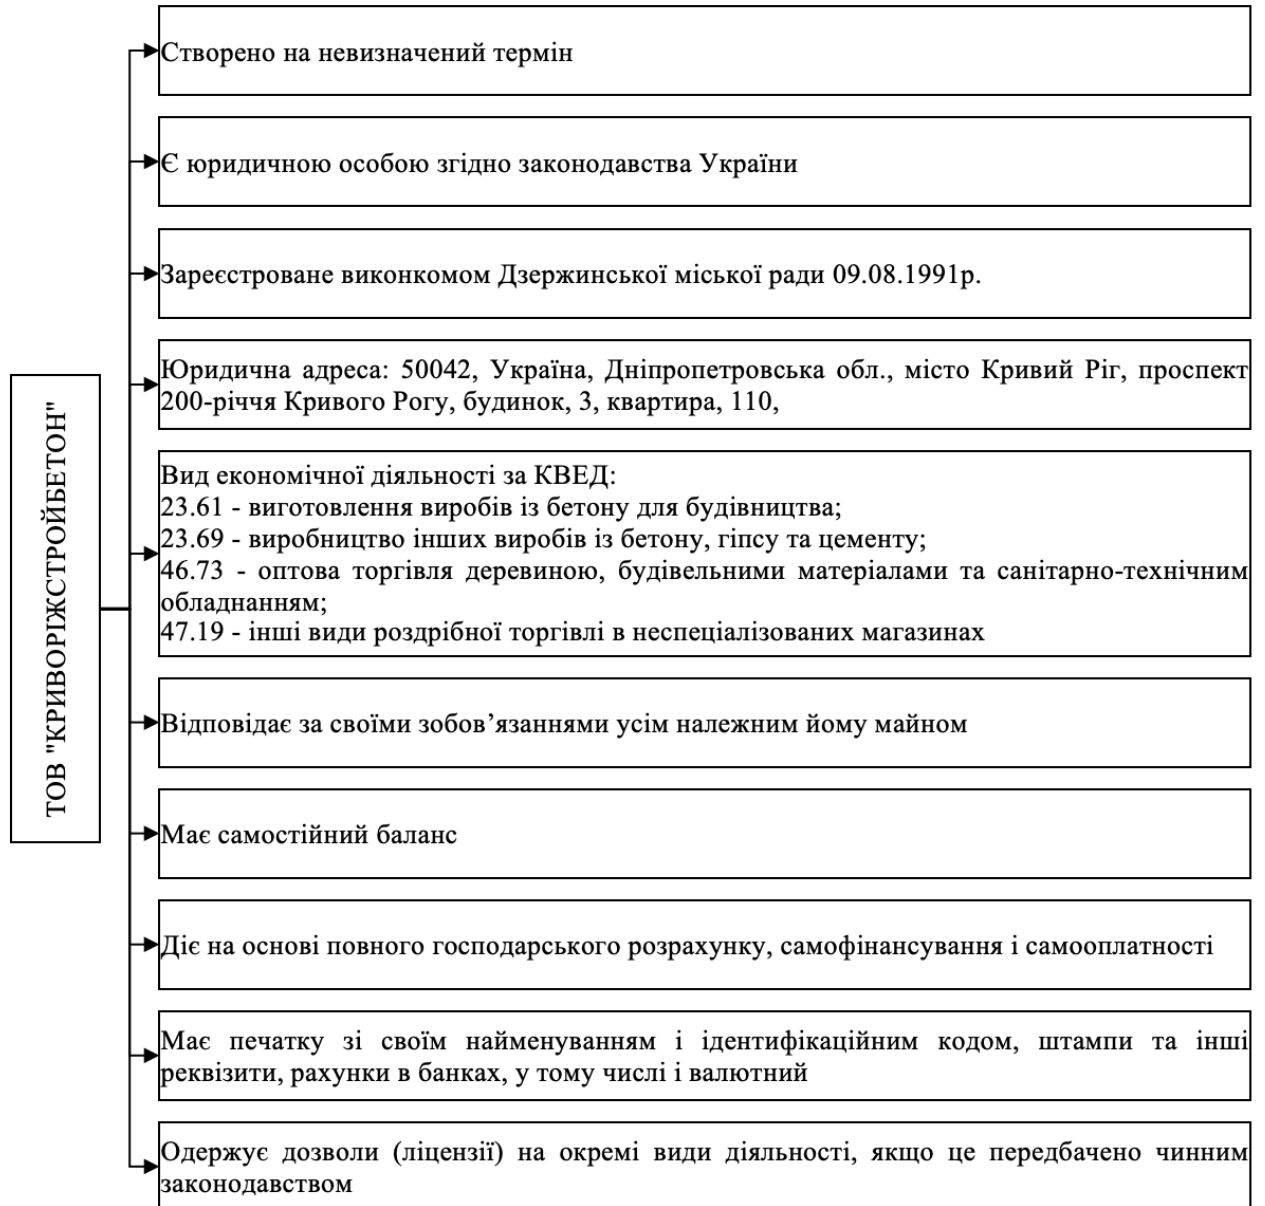 ТОВ "КРИВОРІЖСТРОЙБЕТОН"
Створено на невизначений термін
Є юридичною особою згідно законодавства України
Зареєстроване виконкомом Дзержинської міської ради 09.08.1991р.
Юридична адреса: 50042, Україна, Дніпропетровська обл., місто Кривий Ріг, проспект
200-річчя Кривого Рогу, будинок, 3, квартира, 110,
Вид економічної діяльності за КВЕД:
23.61 - виготовлення виробів із бетону для будівництва;
23.69 - виробництво інших виробів із бетону, гіпсу та цементу;
46.73 - оптова торгівля деревиною, будівельними матеріалами та санітарно-технічним
обладнанням;
47.19 - інші види роздрібної торгівлі в неспеціалізованих магазинах
Відповідає за своїми зобов’язаннями усім належним йому майном
Має самостійний баланс
Діє на основі повного господарського розрахунку, самофінансування і самооплатності
Має печатку зі своїм найменуванням і ідентифікаційним кодом, штампи та інші
реквізити, рахунки в банках, у тому числі і валютний
Одержує дозволи (ліцензії) на окремі види діяльності, якщо це передбачено чинним
законодавством